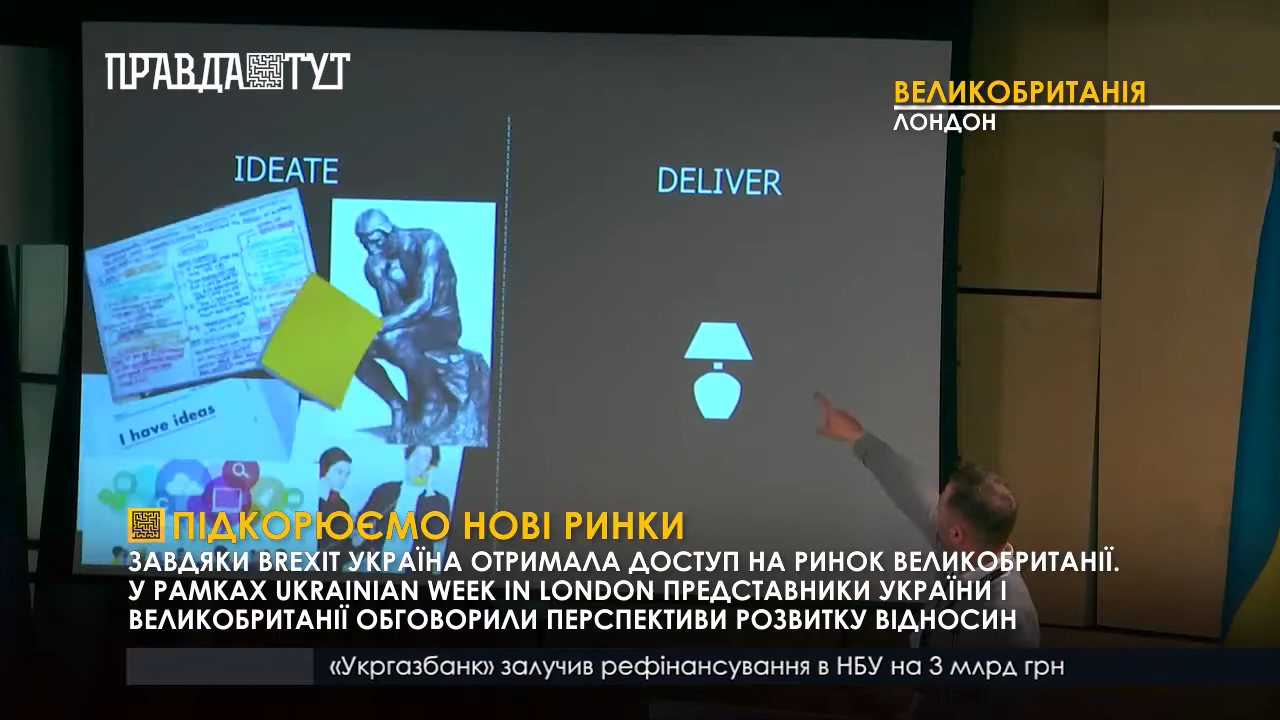 ПРАВДА ТУТ
ВЕЛИКОБРИТАНІЯ
ЛОНДОН
IDEATE
DELIVER
I have ideas
ПІДКОРЮЄМО НОВІ РИНКИ
ЗАВДЯКИ BREXIT УКРАЇНА ОТРИМАЛА ДОСТУП НА РИНОК ВЕЛИКОБРИТАНІЇ.
У РАМКАХ UKRAINIAN WEEK IN LONDON ПРЕДСТАВНИКИ УКРАЇНИ І
ВЕЛИКОБРИТАНІЇ ОБГОВОРИЛИ ПЕРСПЕКТИВИ РОЗВИТКУ ВІДНОСИН
«Укргазбанк» залучив рефінансування в НБУ на 3 млрд грн